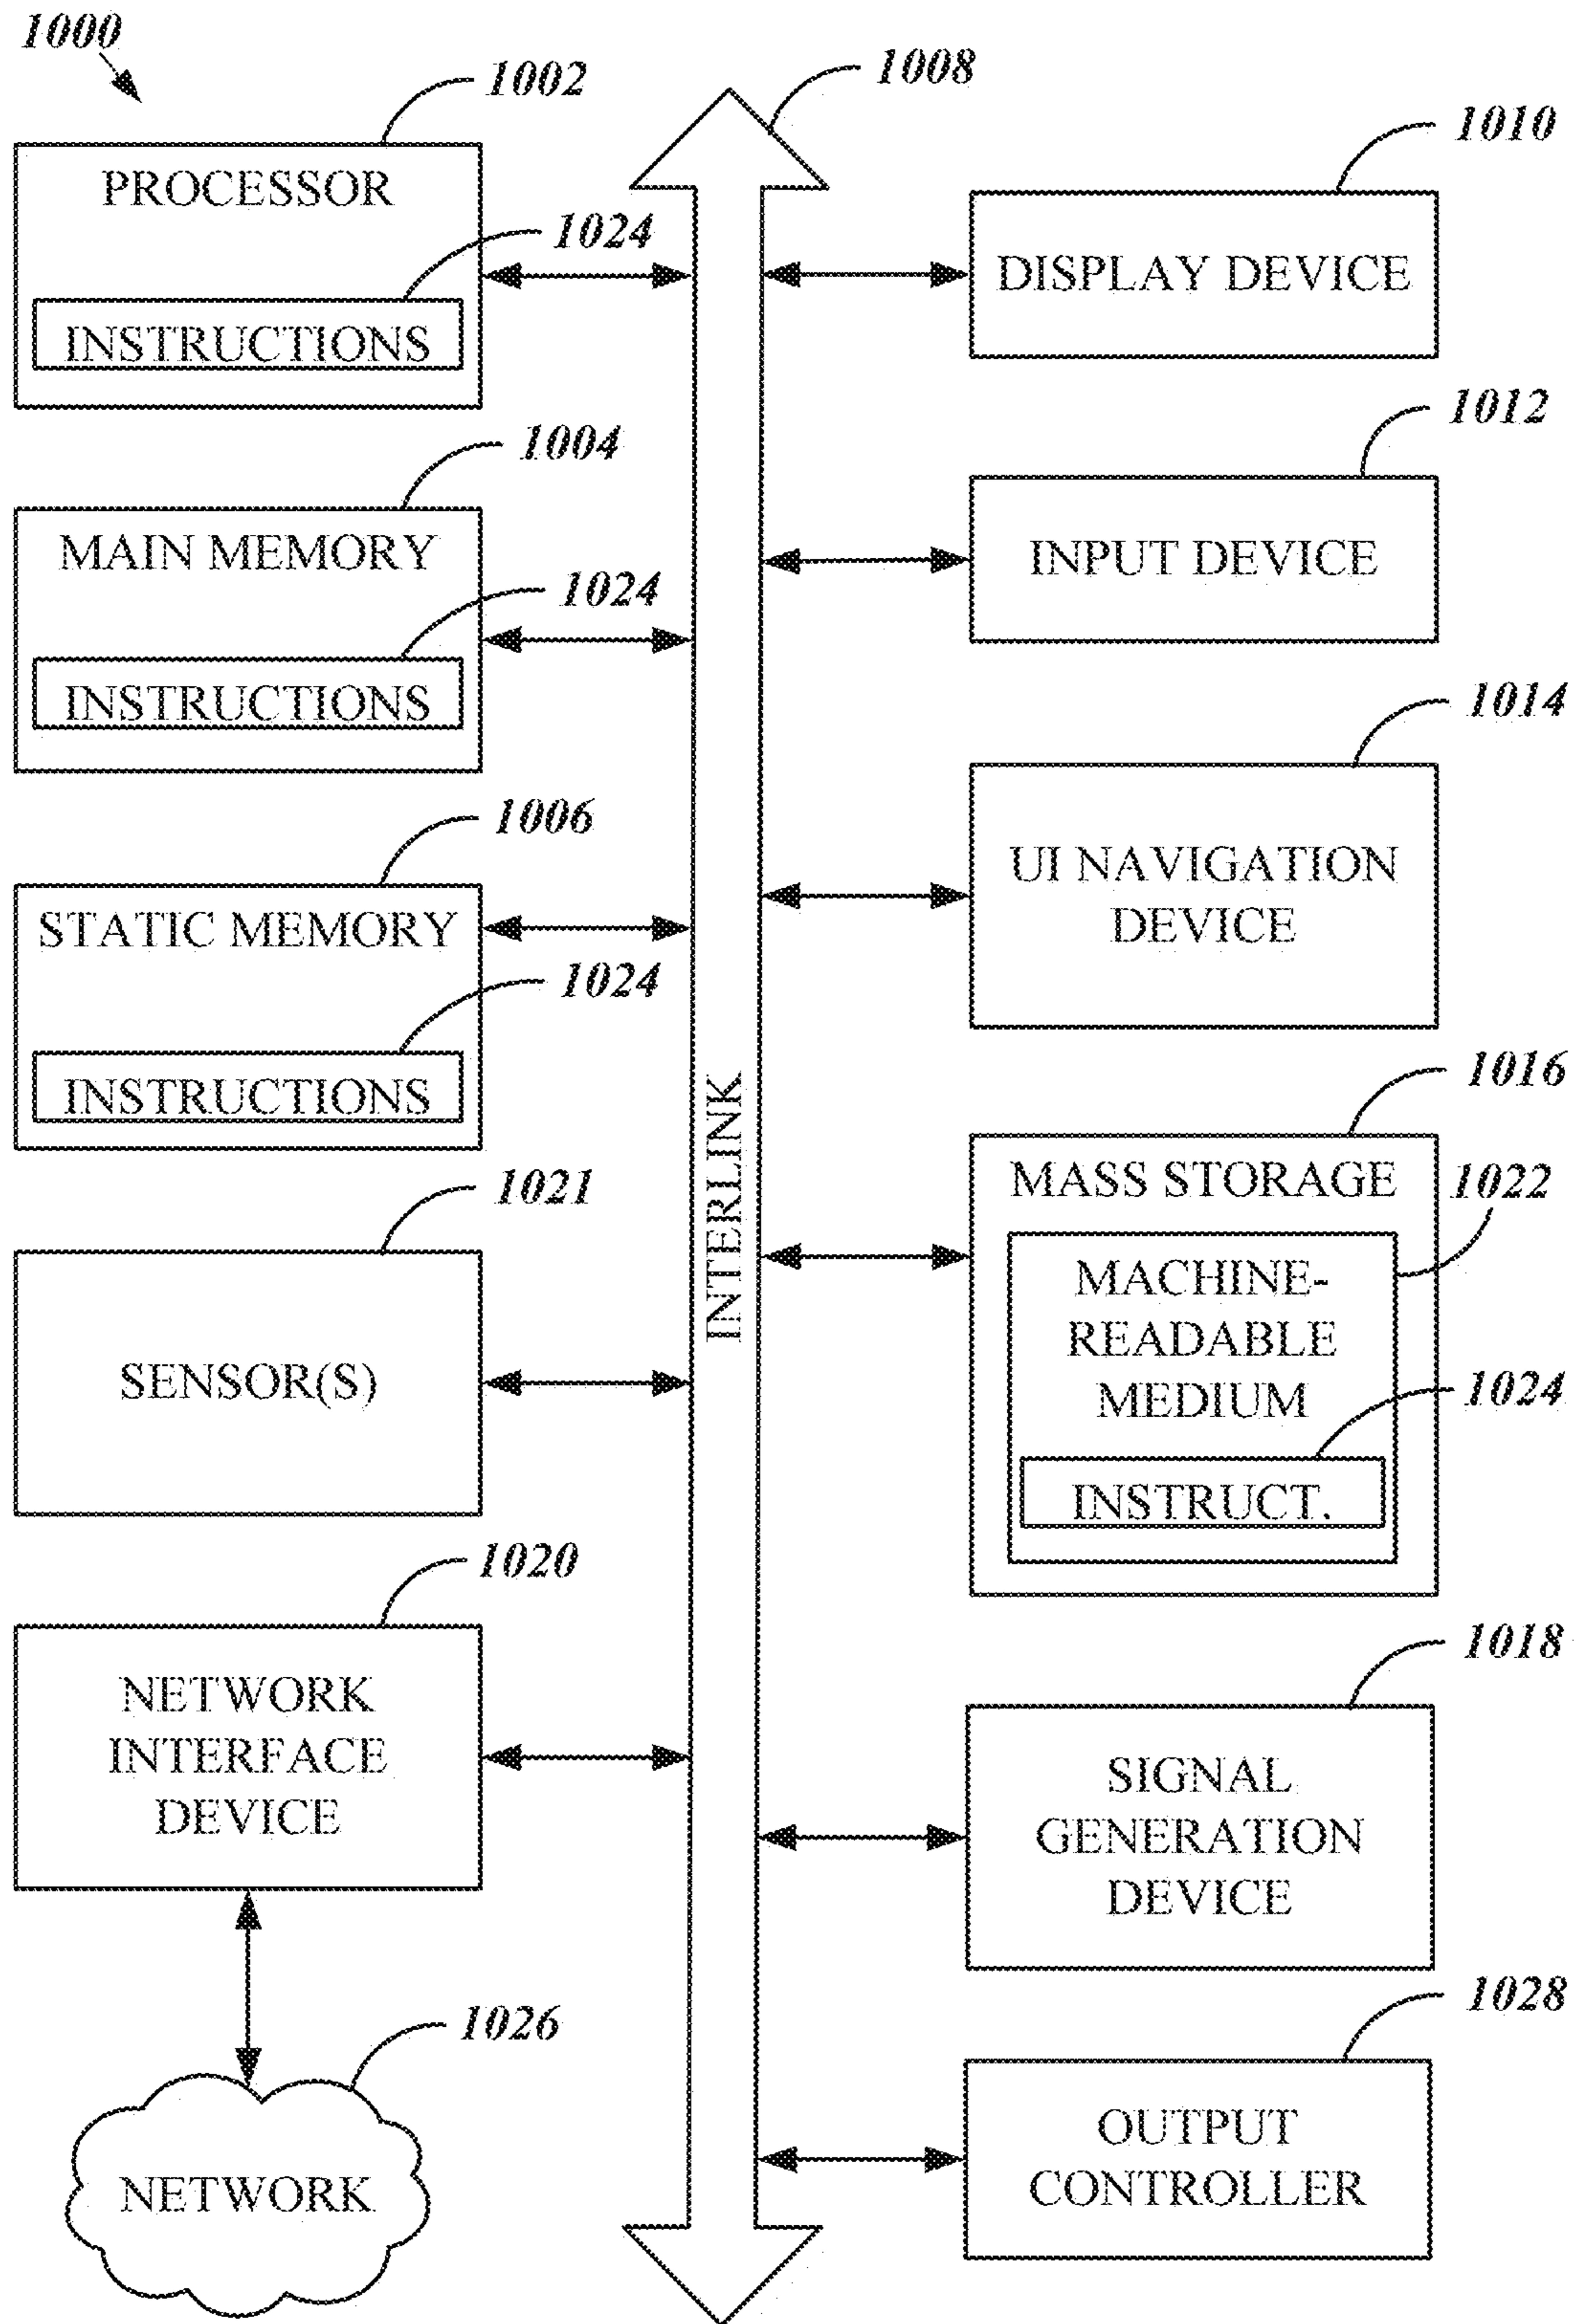 1000
1002
PROCESSOR
1024
INSTRUCTIONS
1004
MAIN MEMORY
1024
INSTRUCTIONS
1006
STATIC MEMORY
1024
INSTRUCTIONS
1021
SENSOR(S)
1020
NETWORK
INTERFACE
DEVICE
1026
NETWORK
1008
INTERLINK
1010
DISPLAY DEVICE
1012
INPUT DEVICE
1014
UI NAVIGATION
DEVICE
1016
MASS STORAGE
1022
MACHINE-
READABLE
MEDIUM
1024
INSTRUCT.
1018
SIGNAL
GENERATION
DEVICE
1028
OUTPUT
CONTROLLER